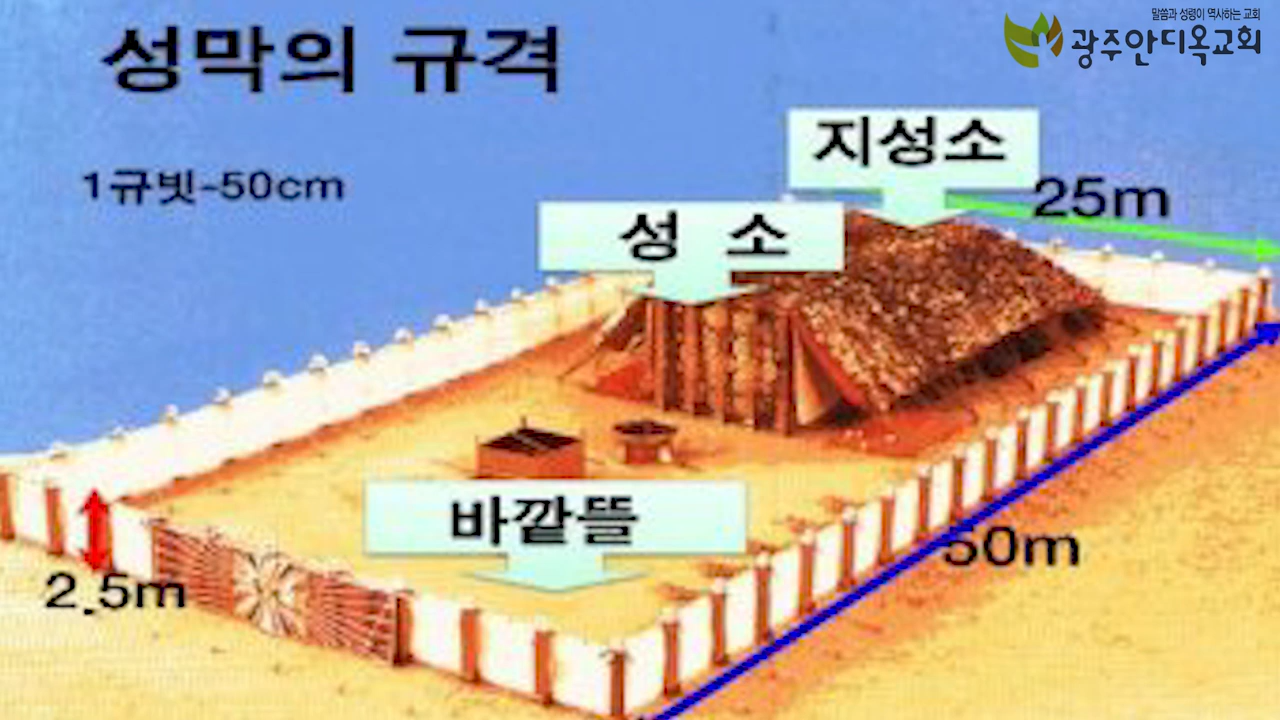 말씀과 성령이 역사하는 교회
광주안디옥교회
성막의 규격
1규빗-50cm
지성소
25m
성 소
바깥뜰
50m
2.5m